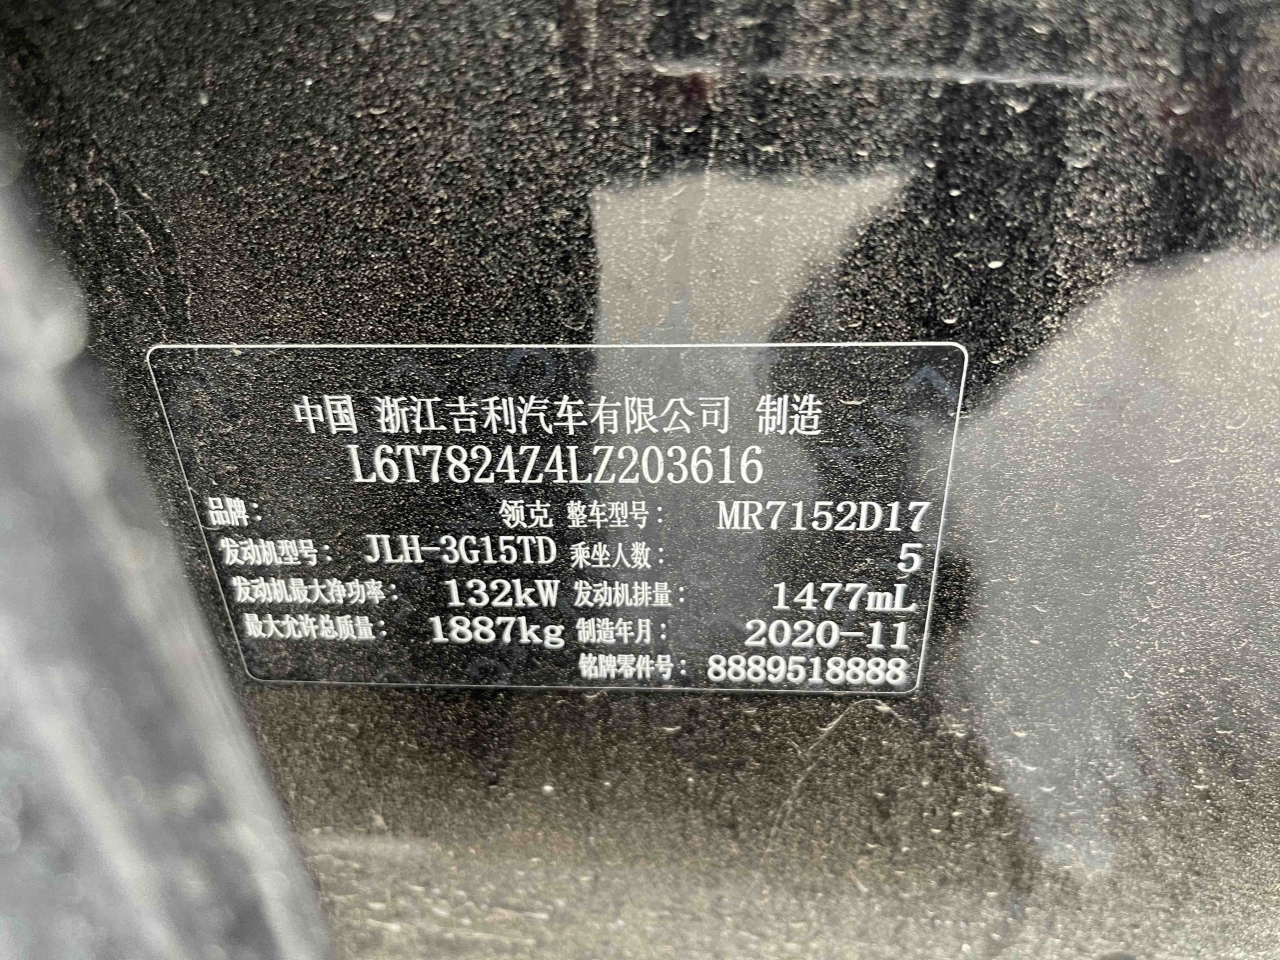 中国 浙江吉利汽车有限公司 制造
L6T7824Z4LZ203616
品牌： 领克 整车型号： MR7152D17
发动机型号： JLH-3G15TD 乘坐人数： 5
发动机最大净功率： 132kW 发动机排量： 1477mL
最大允许总质量： 1887kg 制造年月： 2020-11
铭牌零件号： 8889518888